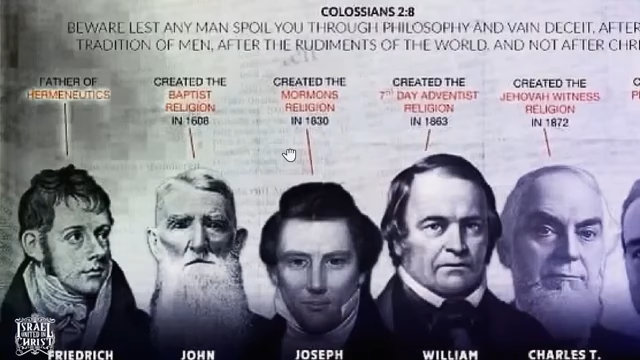 COLOSSIANS 2:8
BEWARE LEST ANY MAN SPOIL YOU THROUGH PHILOSOPHY AND VAIN DECEIT, AFTER
TRADITION OF MEN, AFTER THE RUDIMENTS OF THE WORLD, AND NOT AFTER CHRI
FATHER OF
HERMENEUTICS
CREATED THE
BAPTIST
RELIGION
IN 1608
CREATED THE
MORMONS
RELIGION
IN 1830
CREATED THE
7TH DAY ADVENTIST
RELIGION
IN 1863
CREATED THE
JEHOVAH WITNESS
RELIGION
IN 1872
ISRAEL
UNITED IN
CHRIST
FRIEDRICH
JOHN
JOSEPH
WILLIAM
CHARLES T.